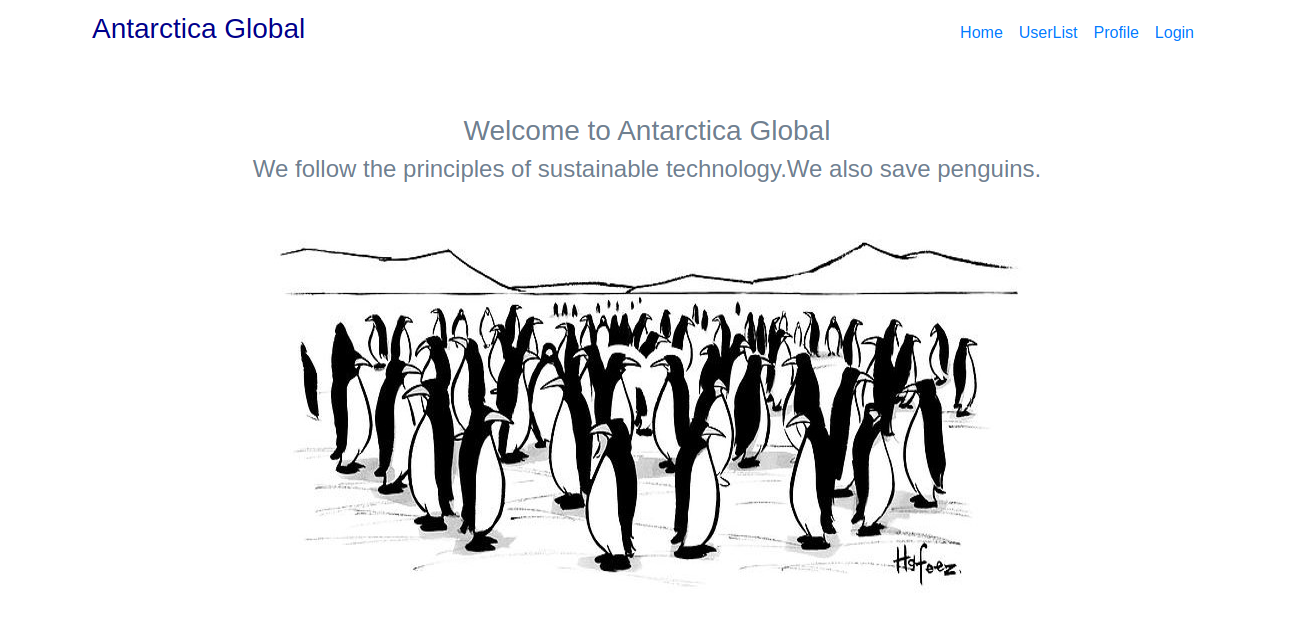 Antarctica Global
Home UserList Profile Login
Welcome to Antarctica Global
We follow the principles of sustainable technology.We also save penguins.
Hafeez.